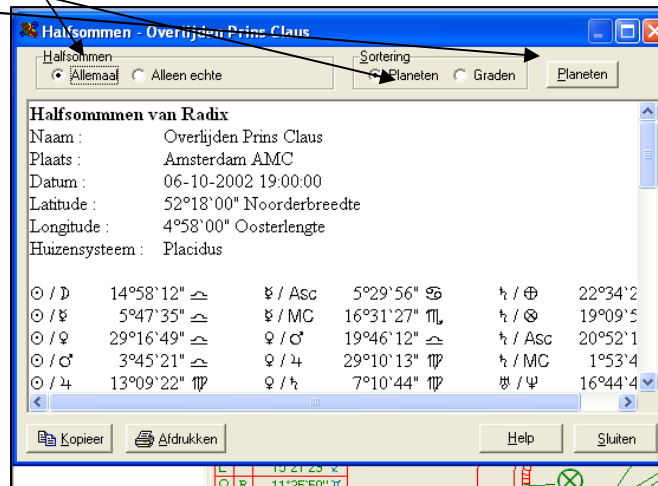 Halfsommen - Overlijden Prins Claus
Halfsommen
Allemaal Alleen echte
Sortering
Planeten Graden
Planeten
Halfsommmen van Radix
Naam : Overlijden Prins Claus
Plaats : Amsterdam AMC
Datum : 06-10-2002 19:00:00
Latitude : 52°18`00" Noorderbreedte
Longitude : 4°58`00" Oosterlengte
Huizensysteem : Placidus
☉ / ☽ 14°58`12" ♎ ☿ / Asc 5°29`56" ♋ ♄ / ⊕ 22°34`2
☉ / ☿ 5°47`35" ♎ ☿ / MC 16°31`27" ♏ ♄ / ⊗ 19°09`5
☉ / ♀ 29°16`49" ♎ ♀ / ♂ 19°46`12" ♎ ♄ / Asc 20°52`1
☉ / ♂ 3°45`21" ♎ ♀ / ♃ 29°10`13" ♍ ♄ / MC 1°53`4
☉ / ♃ 13°09`22" ♍ ♀ / ♄ 7°10`44" ♍ ♅ / Ψ 16°44`4
Kopieer Afdrukken Help Sluiten